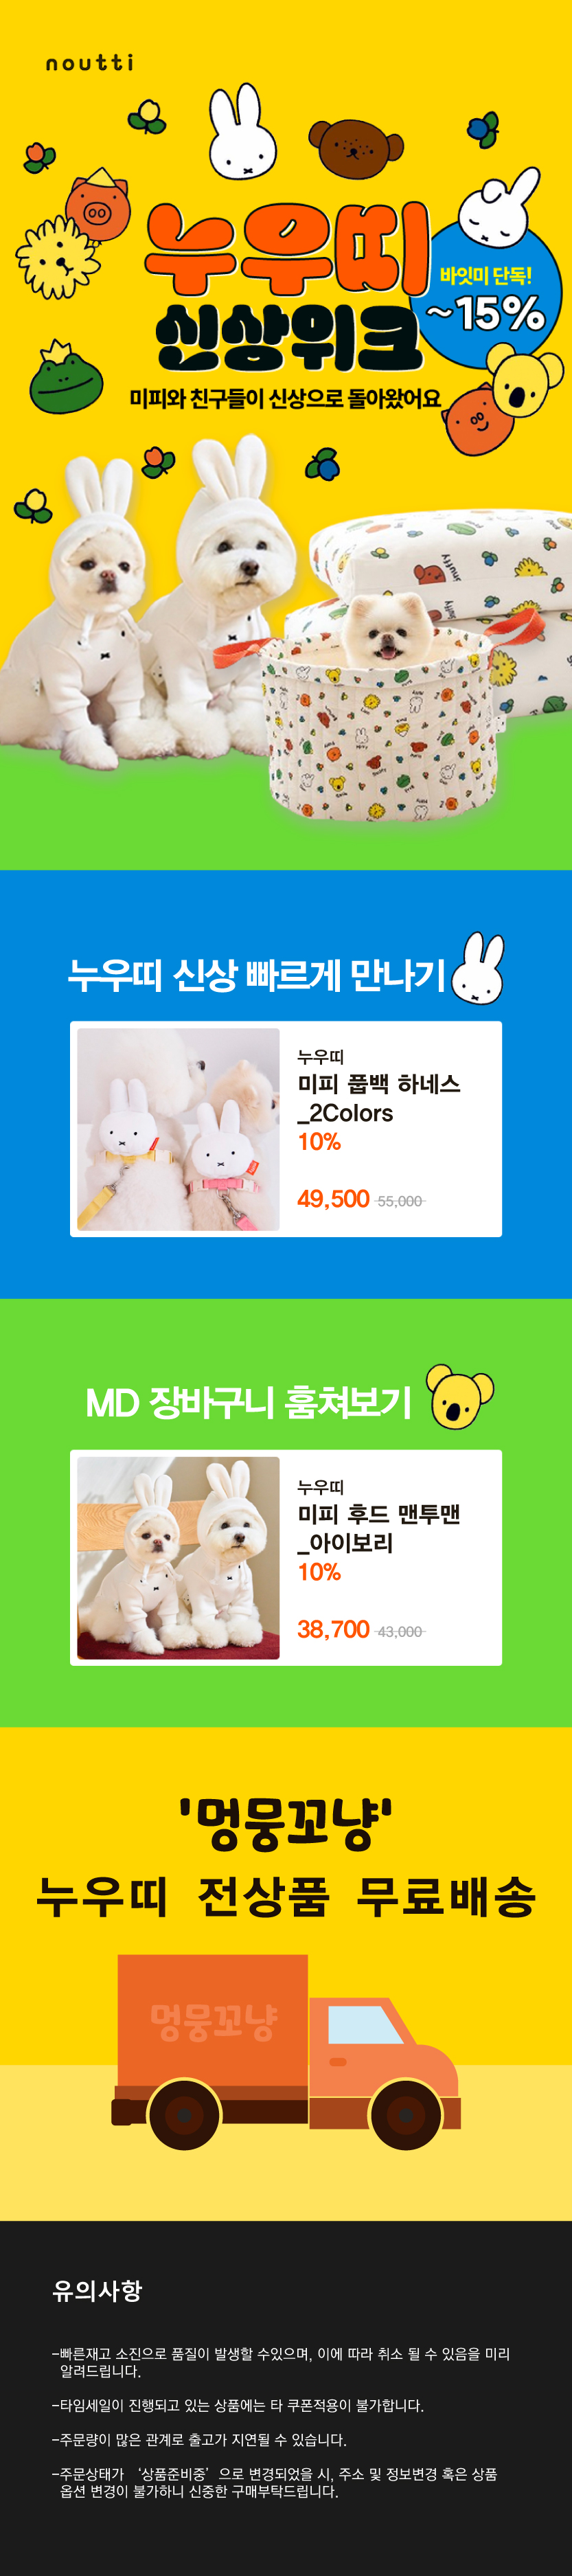 noutti
누우띠
신상위크
바잇미 단독!
~15%
미피와 친구들이 신상으로 돌아왔어요
누우띠 신상 빠르게 만나기
누우띠
미피 풉백 하네스
_2Colors
10%
49,500 55,000
MD 장바구니 훔쳐보기
누우띠
미피 후드 맨투맨
_아이보리
10%
38,700 43,000
'멍뭉꼬냥'
누우띠 전상품 무료배송
멍뭉꼬냥
유의사항
-빠른재고 소진으로 품질이 발생할 수있으며, 이에 따라 취소 될 수 있음을 미리
알려드립니다.
-타임세일이 진행되고 있는 상품에는 타 쿠폰적용이 불가합니다.
-주문량이 많은 관계로 출고가 지연될 수 있습니다.
-주문상태가 ‘상품준비중’ 으로 변경되었을 시, 주소 및 정보변경 혹은 상품
옵션 변경이 불가하니 신중한 구매부탁드립니다.